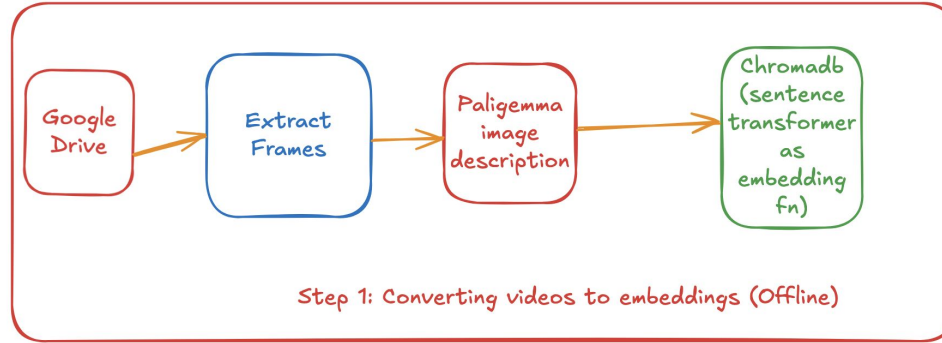 Google
Drive
Extract
Frames
Paligemma
image
description
Chromadb
(sentence
transformer
as
embedding
fn)
Step 1: Converting videos to embeddings (Offline)